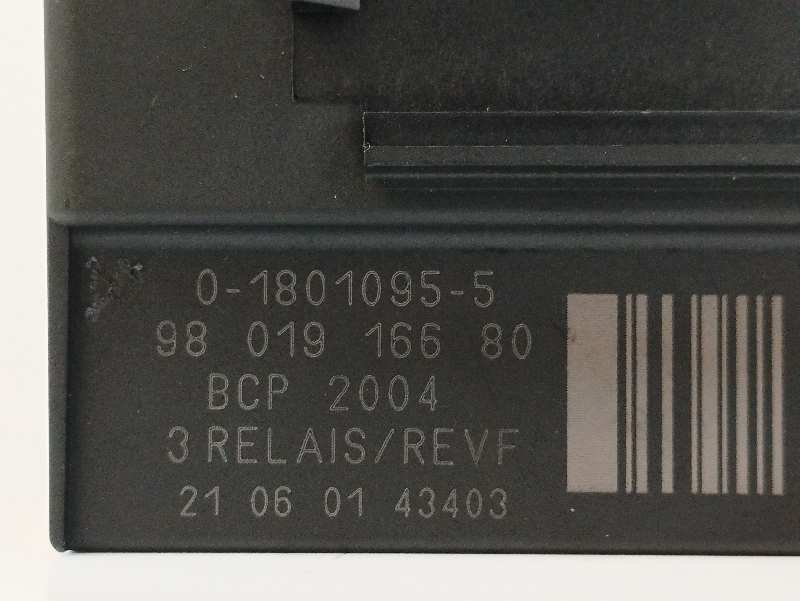 0-1801095-5
98 019 166 80
BCP 2004
3 RELAIS/REVF
21 06 01 43403